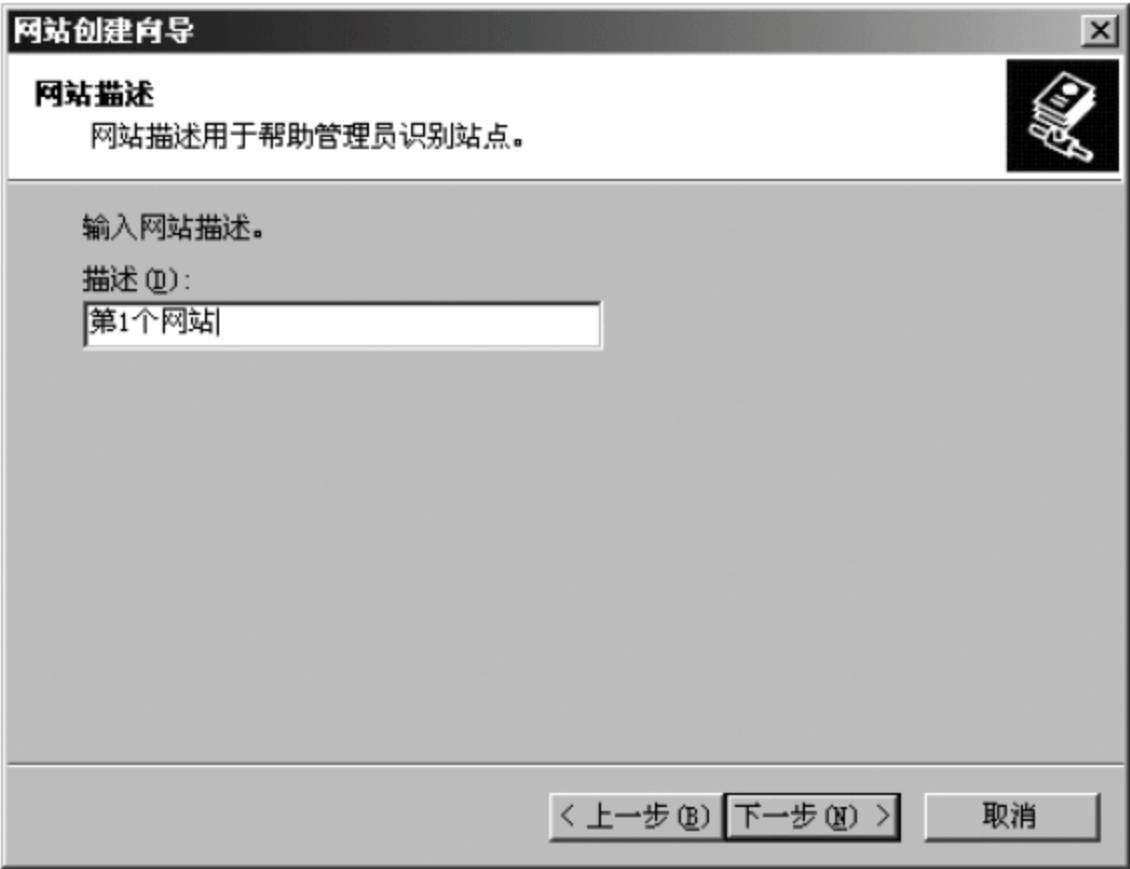 网站创建向导
网站描述
网站描述用于帮助管理员识别站点。
输入网站描述。
描述(D):
第1个网站
< 上一步(B) 下一步(N) > 取消